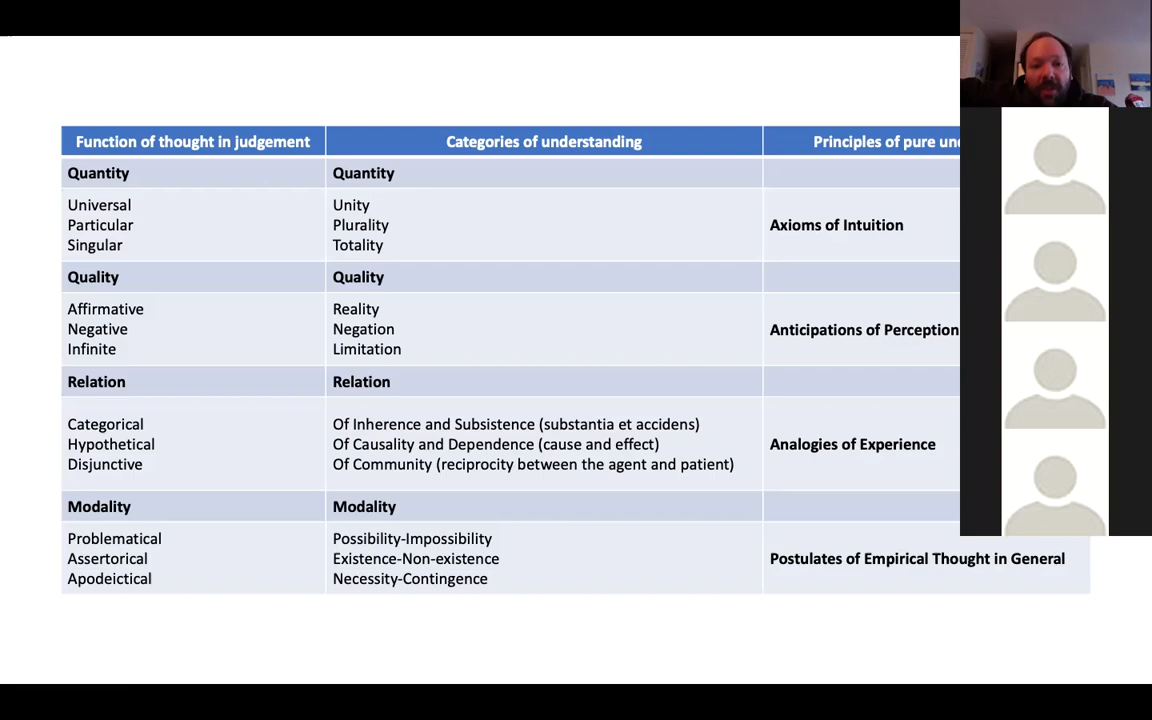 Function of thought in judgement
Categories of understanding
Principles of pure
Quantity
Quantity
Universal
Particular
Singular
Unity
Plurality
Totality
Axioms of Intuition
Quality
Quality
Affirmative
Negative
Infinite
Reality
Negation
Limitation
Anticipations of Perception
Relation
Relation
Categorical
Hypothetical
Disjunctive
Of Inherence and Subsistence (substantia et accidens)
Of Causality and Dependence (cause and effect)
Of Community (reciprocity between the agent and patient)
Analogies of Experience
Modality
Modality
Problematical
Assertorical
Apodeictical
Possibility-Impossibility
Existence-Non-existence
Necessity-Contingence
Postulates of Empirical Thought in General